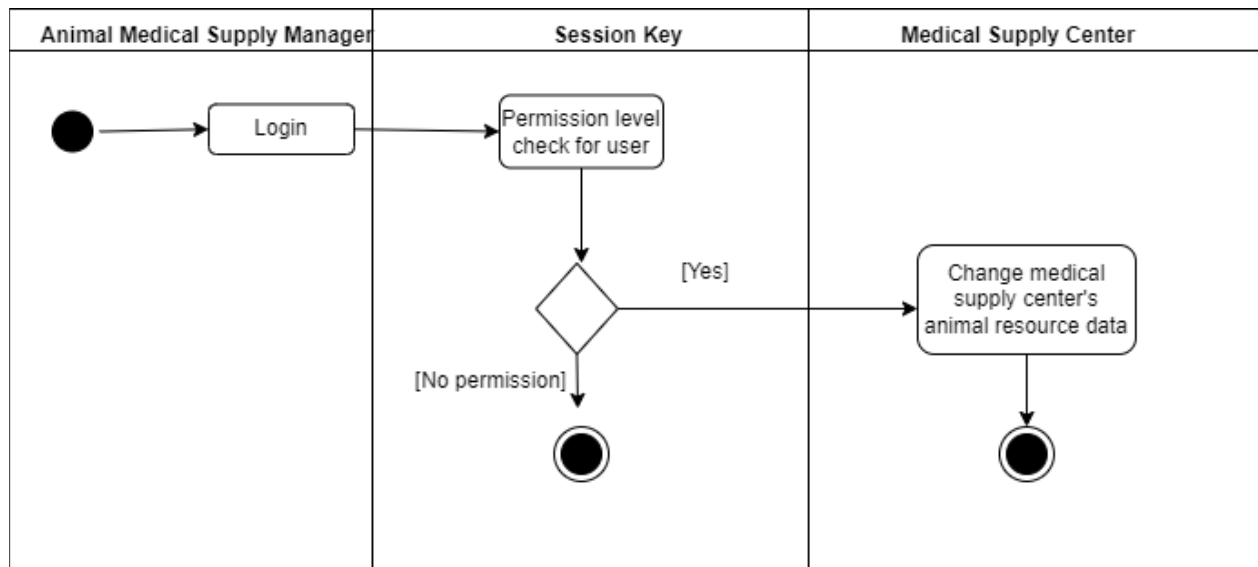 Animal Medical Supply Manager
Session Key
Medical Supply Center
Login
Permission level
check for user
[Yes]
Change medical
supply center's
animal resource data
[No permission]